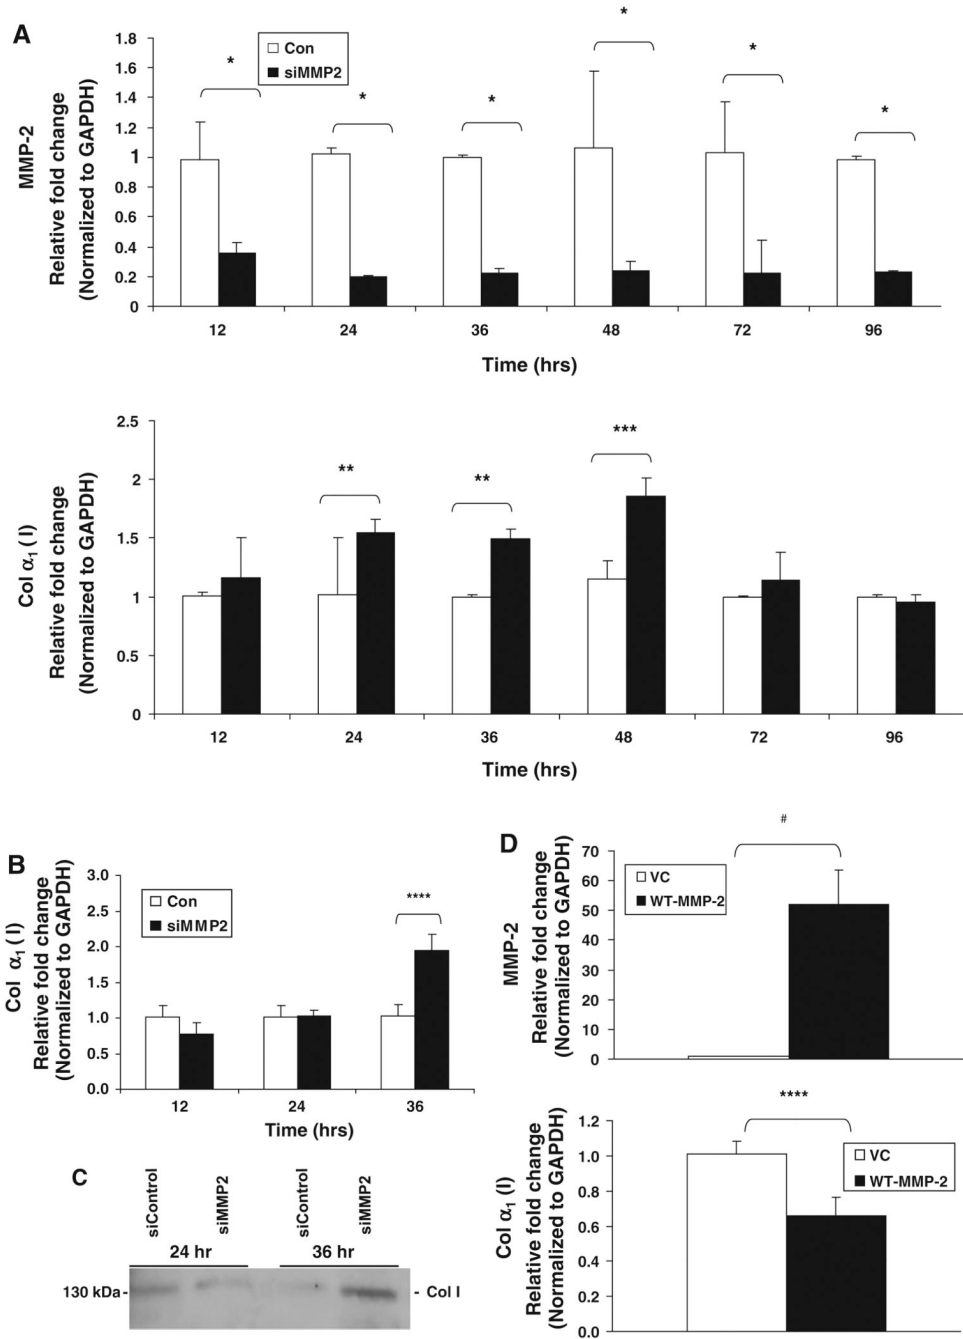 A
MMP-2
Relative fold change
(Normalized to GAPDH)
1.8
1.6
1.4
1.2
1
0.8
0.6
0.4
0.2
0
Con
siMMP2
*
*
*
*
*
*
12
24
36
48
72
96
Time (hrs)
Col α1 ( I)
Relative fold change
(Normalized to GAPDH)
2.5
2
1.5
1
0.5
0
**
**
***
12
24
36
48
72
96
Time (hrs)
B
Col α1 (I)
Relative fold change
(Normalized to GAPDH)
3.0
2.5
2.0
1.5
1.0
0.5
0.0
Con
siMMP2
****
12
24
36
Time (hrs)
C
siControl
siMMP2
siControl
siMMP2
24 hr
36 hr
130 kDa-
- Col I
D
MMP-2
Relative fold change
(Normalized to GAPDH)
70
60
50
40
30
20
10
0
VC
WT-MMP-2
#
Col α1 (I)
Relative fold change
(Normalized to GAPDH)
1.2
1.0
0.8
0.6
0.4
0.2
0.0
****
VC
WT-MMP-2